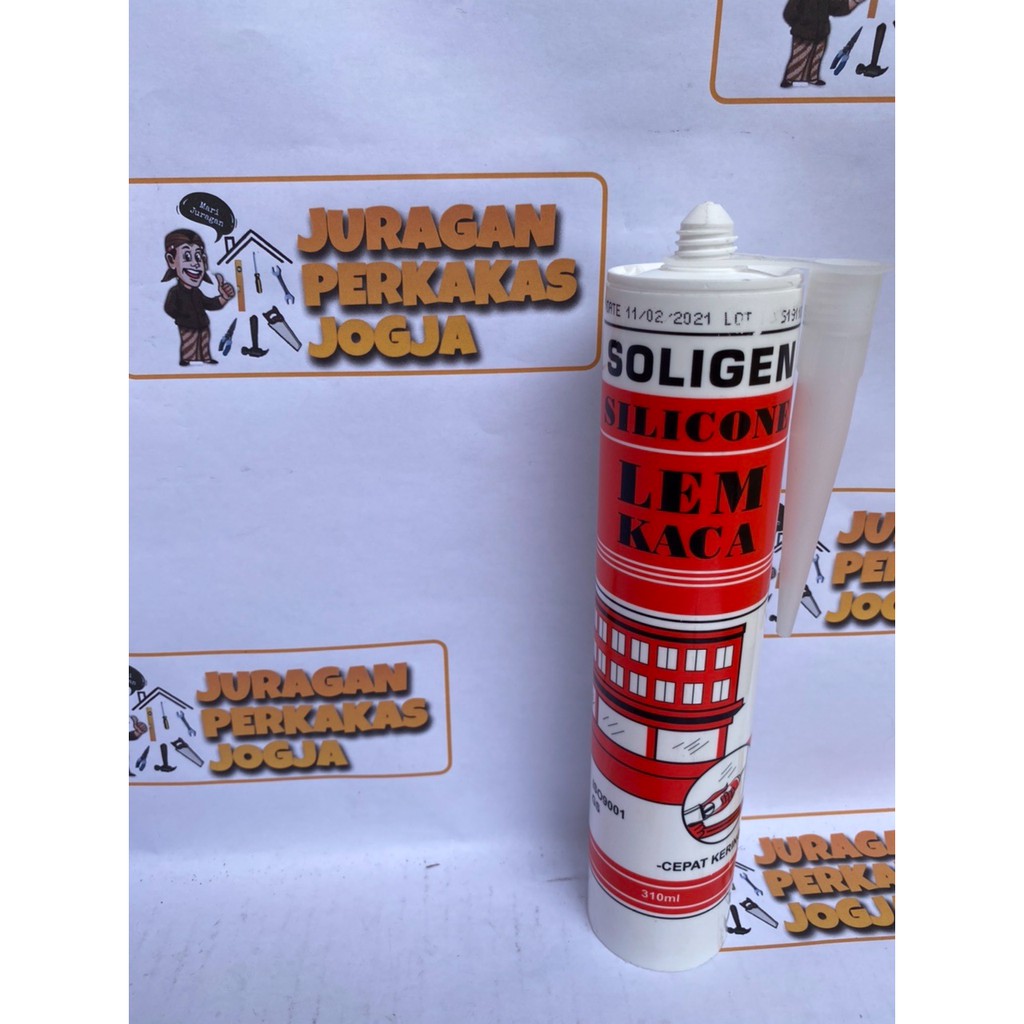 Mari
Juragan
JURAGAN
PERKAKAS
JOGJA
11/02/2021 LOT
SOLIGEN
SILICONE
LEM
KACA
ISO9001
-CEPAT
310ml
JURAGAN
PERKAKAS
JOGJA
JURAGAN
PERKAKAS
JOGJA